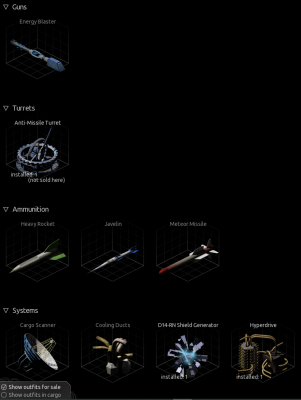 ▽ Guns
Energy Blaster
▽ Turrets
Anti-Missile Turret
installed: 1
(not sold here)
▽ Ammunition
Heavy Rocket
Javelin
Meteor Missile
▽ Systems
Cargo Scanner
Cooling Ducts
D14-RN Shield Generator
Hyperdrive
installed: 1
installed: 1
Show outfits for sale
Show outfits in cargo